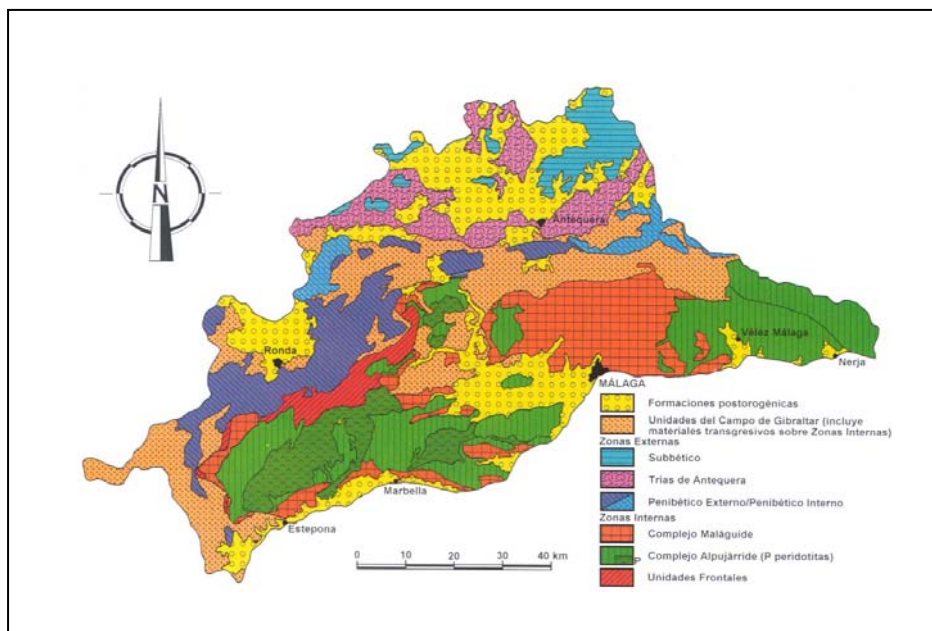 N
Antequera
Ronda
Vélez Málaga
Nerja
MÁLAGA
Marbella
Estepona
0 10 20 30 40 km
Formaciones postorogénicas
Unidades del Campo de Gibraltar (incluye
materiales transgresivos sobre Zonas Internas)
Zonas Externas
Subbético
Trías de Antequera
Penibético Externo/Penibético Interno
Zonas Internas
Complejo Maláguide
Complejo Alpujárride (P peridotitas)
P
Unidades Frontales